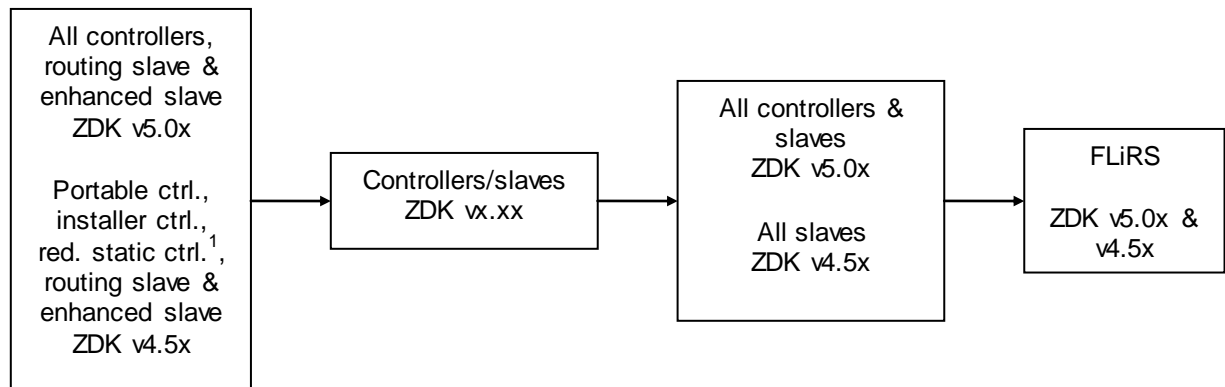 All controllers,
routing slave &
enhanced slave
ZDK v5.0x
Portable ctrl.,
installer ctrl.,
red. static ctrl.¹,
routing slave &
enhanced slave
ZDK v4.5x
Controllers/slaves
ZDK vx.xx
All controllers &
slaves
ZDK v5.0x
All slaves
ZDK v4.5x
FLiRS
ZDK v5.0x &
v4.5x